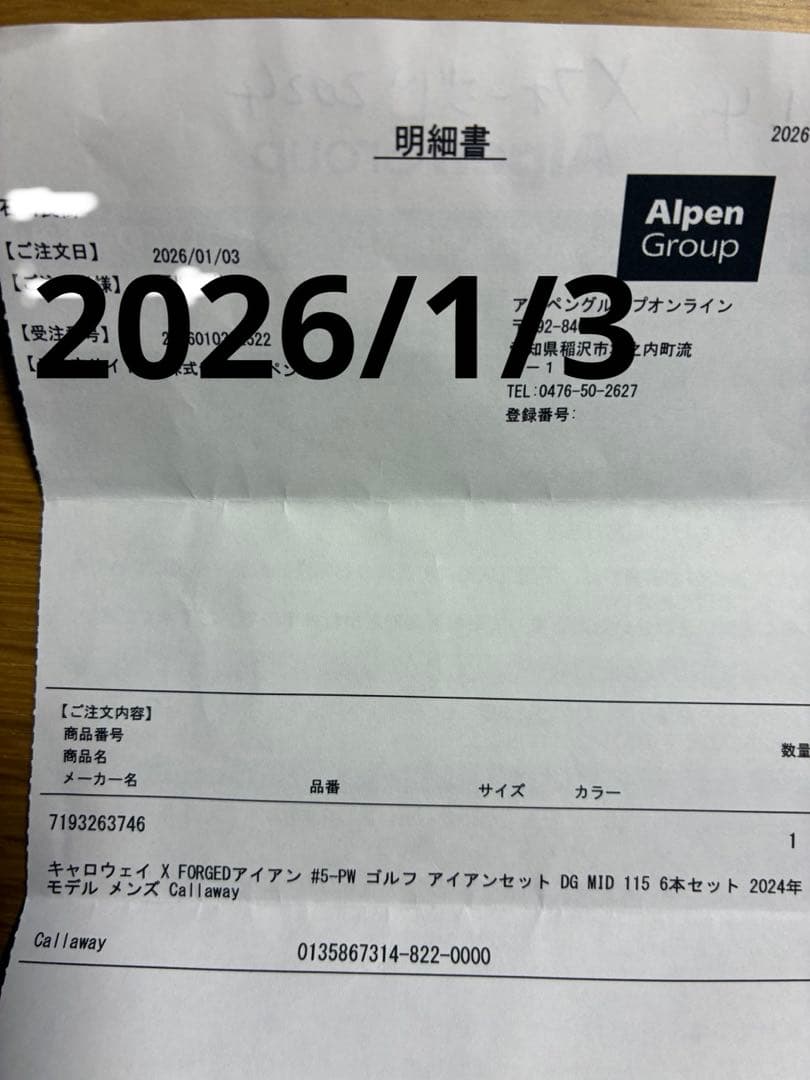 明細書
2026
Alpen
Group
【ご注文日】 2026/01/03
2026/1/3
TEL:0476-50-2627
登録番号:
【ご注文内容】
商品番号
商品名
数量
メーカー名 品番 サイズ カラー
7193263746
1
キャロウェイ X FORGEDアイアン #5-PW ゴルフ アイアンセット DG MID 115 6本セット 2024年
モデル メンズ Callaway
Callaway 0135867314-822-0000